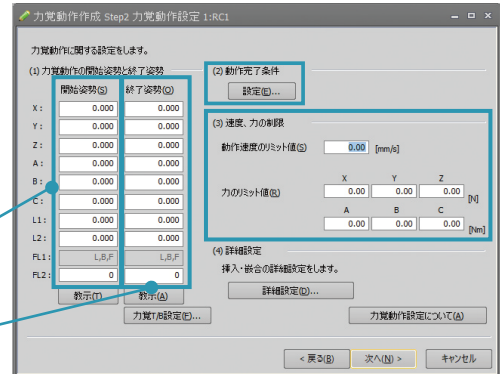 力覚動作作成 Step2 力覚動作設定 1:RC1
力覚動作に関する設定をします。
(1) 力覚動作の開始姿勢と終了姿勢
開始姿勢(S) 終了姿勢(O)
X : 0.000 0.000
Y : 0.000 0.000
Z : 0.000 0.000
A : 0.000 0.000
B : 0.000 0.000
C : 0.000 0.000
L1 : 0.000 0.000
L2 : 0.000 0.000
FL1 : L,B,F L,B,F
FL2 : 0 0
教示(T) 教示(A)
力覚T/B設定(F)...
(2) 動作完了条件
設定(E)...
(3) 速度、力の制限
動作速度のリミット値(S) 0.00 [mm/s]
X Y Z
力のリミット値(R) 0.00 0.00 0.00 [N]
A B C
0.00 0.00 0.00 [Nm]
(4) 詳細設定
挿入・嵌合の詳細設定をします。
詳細設定(D)...
力覚動作設定について(A)
< 戻る(B) 次へ(N) > キャンセル